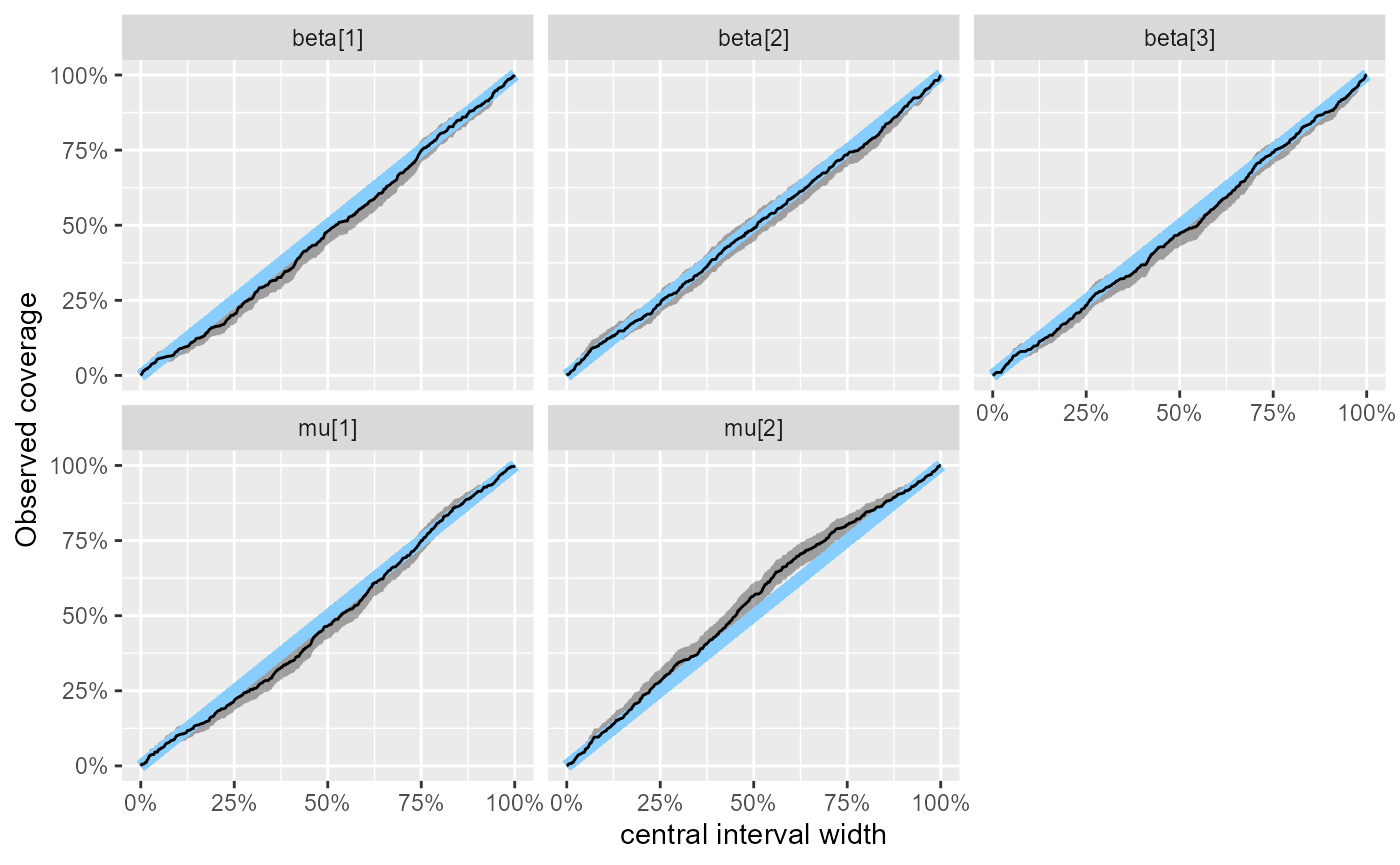 beta[1] beta[2] beta[3]
100%
75%
50%
25%
0%
0% 25% 50% 75% 100%
mu[1] mu[2]
100%
75%
50%
25%
0%
0% 25% 50% 75% 100% 0% 25% 50% 75% 100%
central interval width
Observed coverage